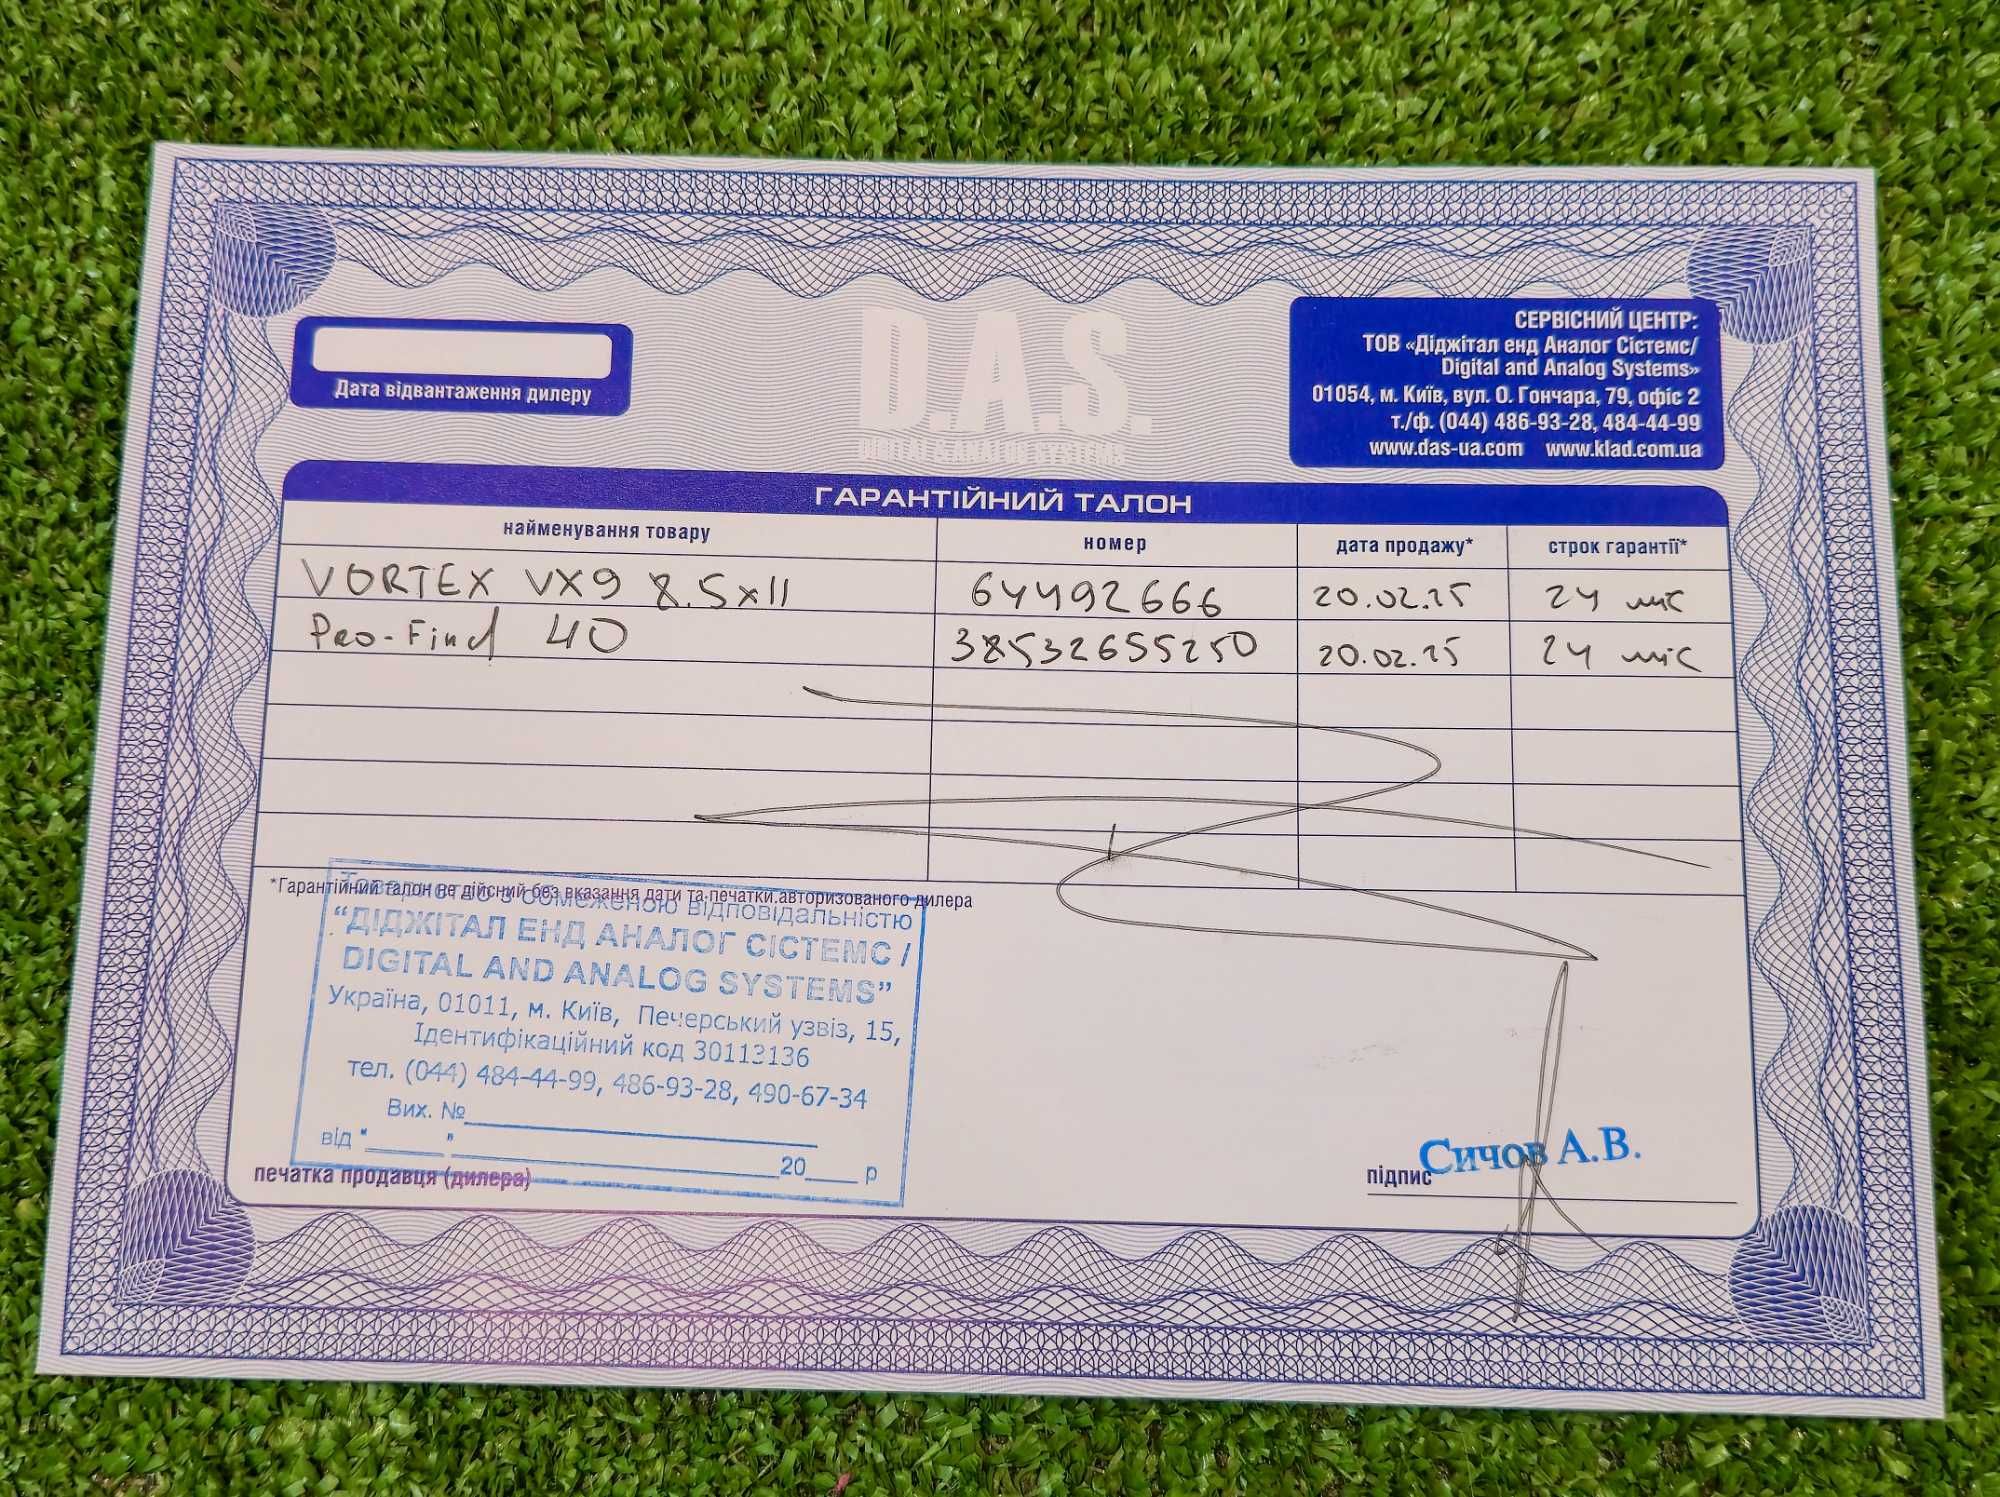 D.A.S.
DIGITAL & ANALOG SYSTEMS
Дата відвантаження дилеру
СЕРВІСНИЙ ЦЕНТР:
ТОВ «Діджітал енд Аналог Сістемс/
Digital and Analog Systems»
01054, м. Київ, вул. О. Гончара, 79, офіс 2
т./ф. (044) 486-93-28, 484-44-99
www.das-ua.com www.klad.com.ua
ГАРАНТІЙНИЙ ТАЛОН
найменування товару номер дата продажу* строк гарантії*
VORTEX VX9 8.5x11 64492666 20.02.25 24 міс
Pro-Find 40 38532655250 20.02.25 24 міс
*Гарантійний талон не дійсний без вказання дати та печатки авторизованого дилера
Товариство з обмеженою відповідальністю
“ДІДЖІТАЛ ЕНД АНАЛОГ СІСТЕМС /
DIGITAL AND ANALOG SYSTEMS”
Україна, 01011, м. Київ, Печерський узвіз, 15,
Ідентифікаційний код 30113136
тел. (044) 484-44-99, 486-93-28, 490-67-34
Вих. №
від “ ” 20 р
печатка продавця (дилера)
підпис Сичов А.В.